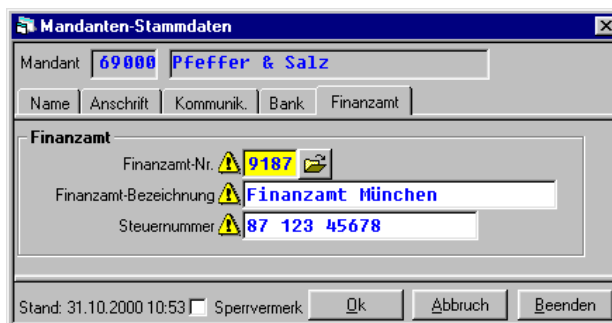 Mandanten-Stammdaten
Mandant 69000 Pfeffer & Salz
Name Anschrift Kommunik. Bank Finanzamt
Finanzamt
Finanzamt-Nr. 9187
Finanzamt-Bezeichnung Finanzamt München
Steuernummer 87 123 45678
Stand: 31.10.2000 10:53 Sperrvermerk Ok Abbruch Beenden